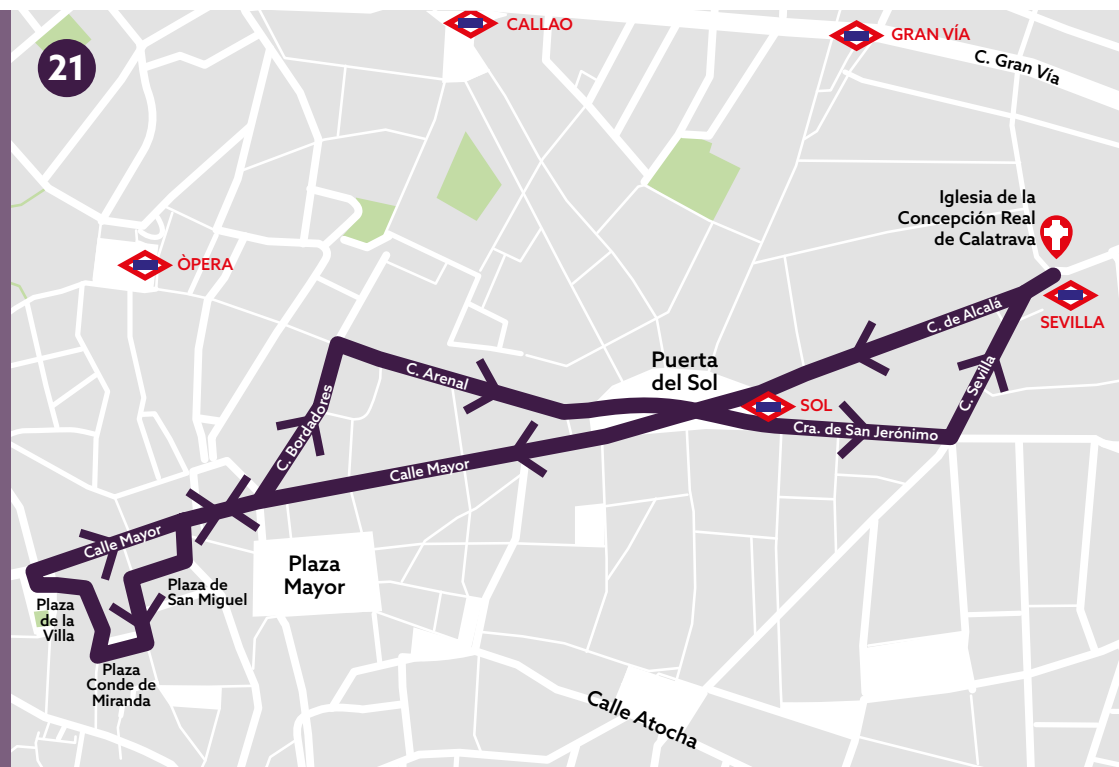 21
CALLAO
GRAN VÍA
C. Gran Vía
Iglesia de la
Concepción Real
de Calatrava
ÒPERA
SEVILLA
C. de Alcalá
Puerta
del Sol
C. Arenal
C. Sevilla
SOL
C. Bordadores
Cra. de San Jerónimo
Calle Mayor
Calle Mayor
Plaza
Mayor
Plaza de
San Miguel
Plaza
de la
Villa
Plaza
Conde de
Miranda
Calle Atocha